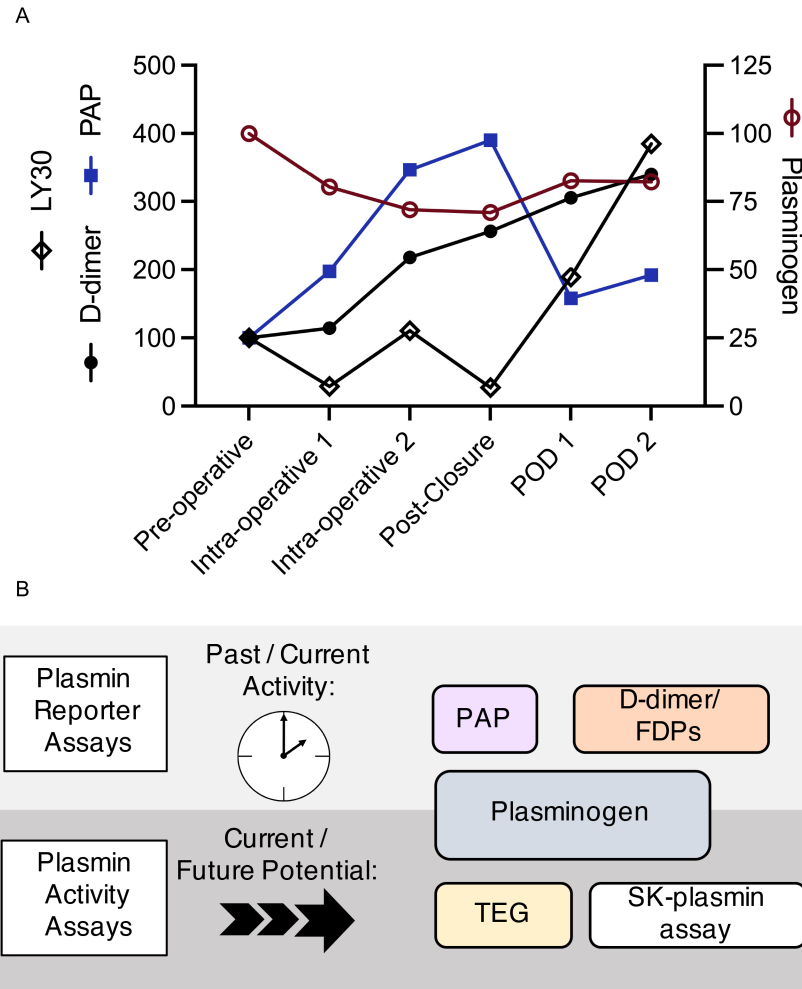 A
LY30
PAP
D-dimer
500
400
300
200
100
0
125
100
75
50
25
0
Plasminogen
Pre-operative
Intra-operative 1
Intra-operative 2
Post-Closure
POD 1
POD 2
B
Plasmin
Reporter
Assays
Past / Current
Activity:
PAP
D-dimer/
FDPs
Plasminogen
Plasmin
Activity
Assays
Current /
Future Potential:
TEG
SK-plasmin
assay